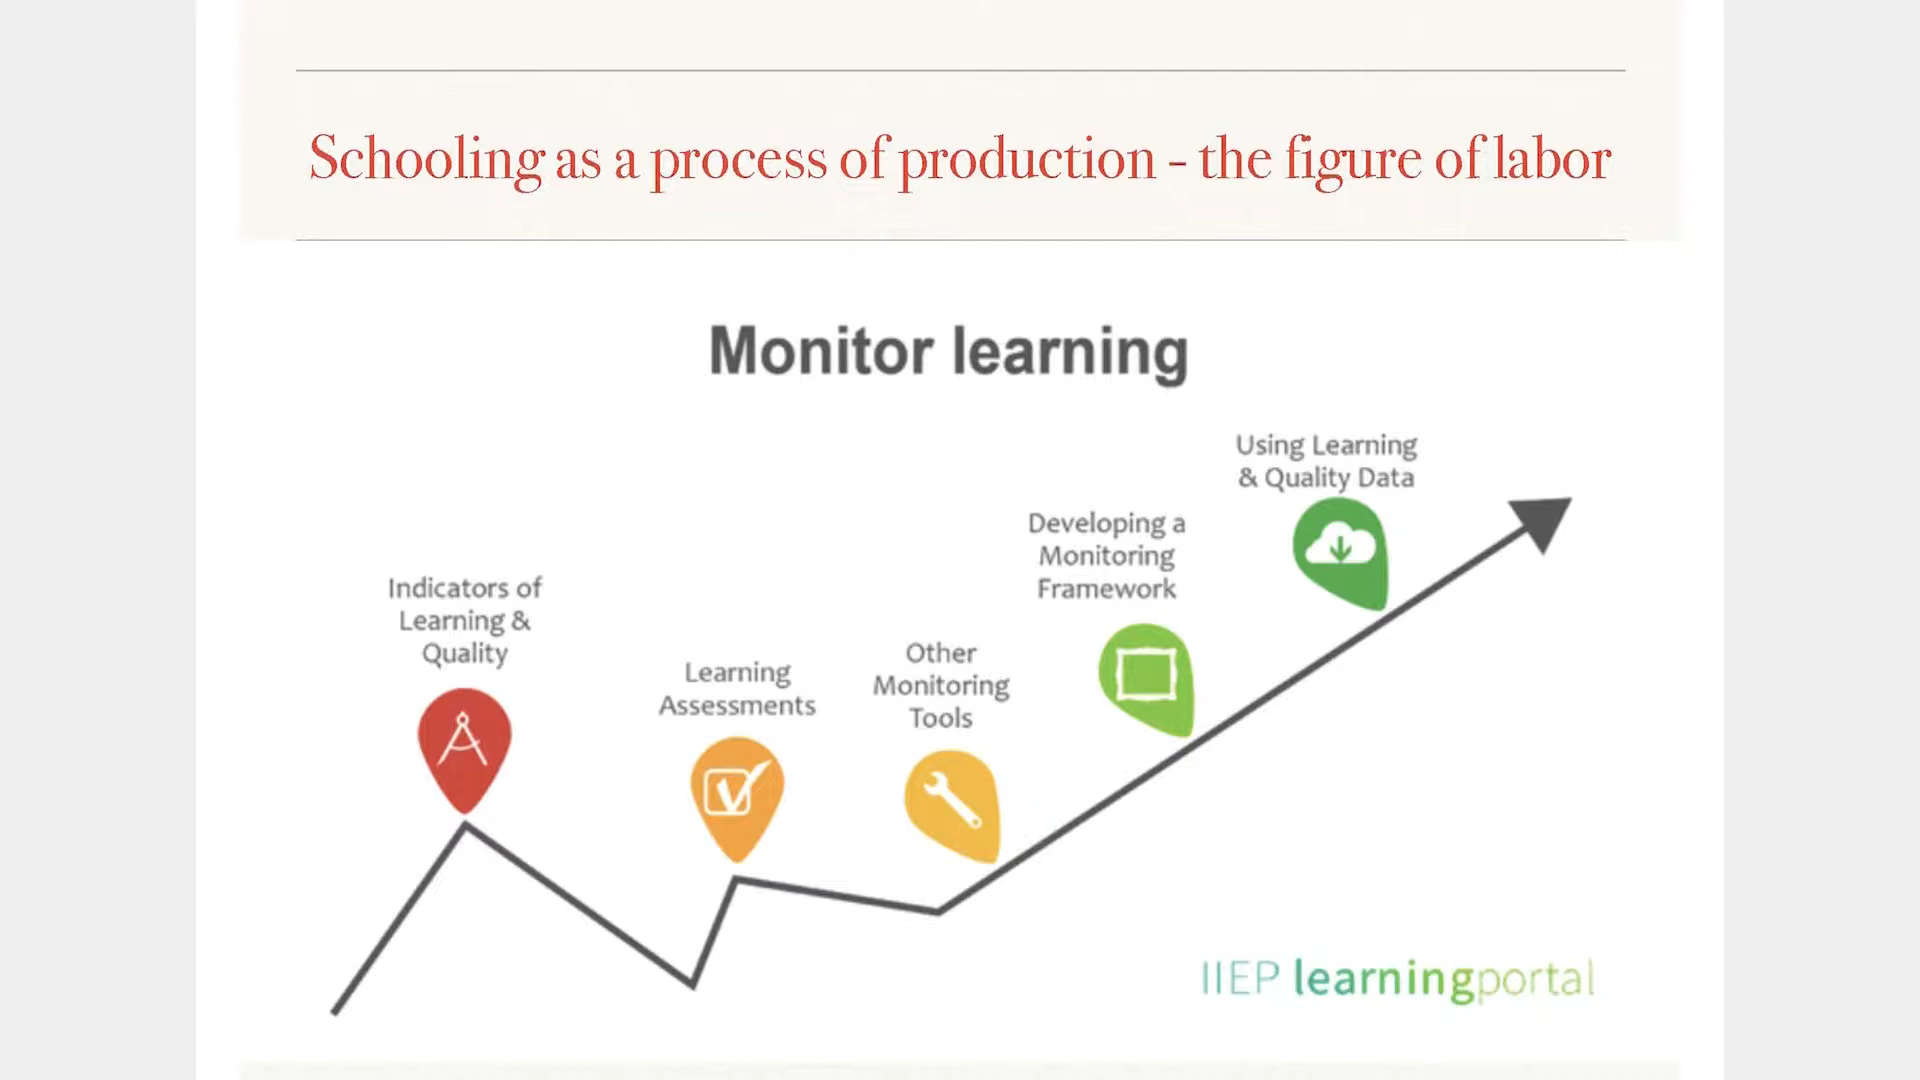 Schooling as a process of production - the figure of labor
Monitor learning
Using Learning
& Quality Data
Developing a
Monitoring
Framework
Indicators of
Learning &
Quality
Other
Monitoring
Tools
Learning
Assessments
IIEP learningportal